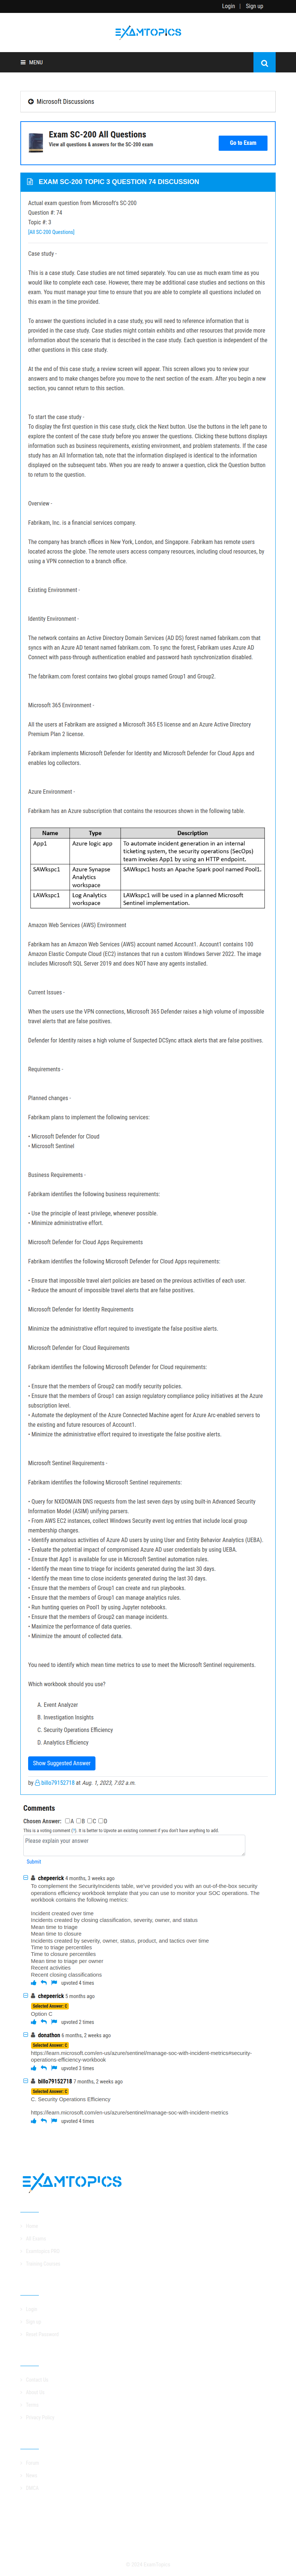 Login | Sign up
EXAMTOPICS
MENU
Microsoft Discussions
Exam SC-200 All Questions
View all questions & answers for the SC-200 exam
Go to Exam
EXAM SC-200 TOPIC 3 QUESTION 74 DISCUSSION
Actual exam question from Microsoft's SC-200
Question #: 74
Topic #: 3
[All SC-200 Questions]
Case study -
This is a case study. Case studies are not timed separately. You can use as much exam time as you
would like to complete each case. However, there may be additional case studies and sections on this
exam. You must manage your time to ensure that you are able to complete all questions included on
this exam in the time provided.
To answer the questions included in a case study, you will need to reference information that is
provided in the case study. Case studies might contain exhibits and other resources that provide more
information about the scenario that is described in the case study. Each question is independent of the
other questions in this case study.
At the end of this case study, a review screen will appear. This screen allows you to review your
answers and to make changes before you move to the next section of the exam. After you begin a new
section, you cannot return to this section.
To start the case study -
To display the first question in this case study, click the Next button. Use the buttons in the left pane to
explore the content of the case study before you answer the questions. Clicking these buttons displays
information such as business requirements, existing environment, and problem statements. If the case
study has an All Information tab, note that the information displayed is identical to the information
displayed on the subsequent tabs. When you are ready to answer a question, click the Question button
to return to the question.
Overview -
Fabrikam, Inc. is a financial services company.
The company has branch offices in New York, London, and Singapore. Fabrikam has remote users
located across the globe. The remote users access company resources, including cloud resources, by
using a VPN connection to a branch office.
Existing Environment -
Identity Environment -
The network contains an Active Directory Domain Services (AD DS) forest named fabrikam.com that
syncs with an Azure AD tenant named fabrikam.com. To sync the forest, Fabrikam uses Azure AD
Connect with pass-through authentication enabled and password hash synchronization disabled.
The fabrikam.com forest contains two global groups named Group1 and Group2.
Microsoft 365 Environment -
All the users at Fabrikam are assigned a Microsoft 365 E5 license and an Azure Active Directory
Premium Plan 2 license.
Fabrikam implements Microsoft Defender for Identity and Microsoft Defender for Cloud Apps and
enables log collectors.
Azure Environment -
Fabrikam has an Azure subscription that contains the resources shown in the following table.
Name Type Description
App1 Azure logic app To automate incident generation in an internal
ticketing system, the security operations (SecOps)
team invokes App1 by using an HTTP endpoint.
SAWkspc1 Azure Synapse SAWkspc1 hosts an Apache Spark pool named Pool1.
Analytics
workspace
LAWkspc1 Log Analytics LAWkspc1 will be used in a planned Microsoft
workspace Sentinel implementation.
Amazon Web Services (AWS) Environment
Fabrikam has an Amazon Web Services (AWS) account named Account1. Account1 contains 100
Amazon Elastic Compute Cloud (EC2) instances that run a custom Windows Server 2022. The image
includes Microsoft SQL Server 2019 and does NOT have any agents installed.
Current Issues -
When the users use the VPN connections, Microsoft 365 Defender raises a high volume of impossible
travel alerts that are false positives.
Defender for Identity raises a high volume of Suspected DCSync attack alerts that are false positives.
Requirements -
Planned changes -
Fabrikam plans to implement the following services:
• Microsoft Defender for Cloud
• Microsoft Sentinel
Business Requirements -
Fabrikam identifies the following business requirements:
• Use the principle of least privilege, whenever possible.
• Minimize administrative effort.
Microsoft Defender for Cloud Apps Requirements
Fabrikam identifies the following Microsoft Defender for Cloud Apps requirements:
• Ensure that impossible travel alert policies are based on the previous activities of each user.
• Reduce the amount of impossible travel alerts that are false positives.
Microsoft Defender for Identity Requirements
Minimize the administrative effort required to investigate the false positive alerts.
Microsoft Defender for Cloud Requirements
Fabrikam identifies the following Microsoft Defender for Cloud requirements:
• Ensure that the members of Group2 can modify security policies.
• Ensure that the members of Group1 can assign regulatory compliance policy initiatives at the Azure
subscription level.
• Automate the deployment of the Azure Connected Machine agent for Azure Arc-enabled servers to
the existing and future resources of Account1.
• Minimize the administrative effort required to investigate the false positive alerts.
Microsoft Sentinel Requirements -
Fabrikam identifies the following Microsoft Sentinel requirements:
• Query for NXDOMAIN DNS requests from the last seven days by using built-in Advanced Security
Information Model (ASIM) unifying parsers.
• From AWS EC2 instances, collect Windows Security event log entries that include local group
membership changes.
• Identify anomalous activities of Azure AD users by using User and Entity Behavior Analytics (UEBA).
• Evaluate the potential impact of compromised Azure AD user credentials by using UEBA.
• Ensure that App1 is available for use in Microsoft Sentinel automation rules.
• Identify the mean time to triage for incidents generated during the last 30 days.
• Identify the mean time to close incidents generated during the last 30 days.
• Ensure that the members of Group1 can create and run playbooks.
• Ensure that the members of Group1 can manage analytics rules.
• Run hunting queries on Pool1 by using Jupyter notebooks.
• Ensure that the members of Group2 can manage incidents.
• Maximize the performance of data queries.
• Minimize the amount of collected data.
You need to identify which mean time metrics to use to meet the Microsoft Sentinel requirements.
Which workbook should you use?
A. Event Analyzer
B. Investigation Insights
C. Security Operations Efficiency
D. Analytics Efficiency
Show Suggested Answer
by billo79152718 at Aug. 1, 2023, 7:02 a.m.
Comments
Chosen Answer: A B C D
This is a voting comment (?). It is better to Upvote an existing comment if you don't have anything to add.
Please explain your answer
Submit
chepeerick 4 months, 3 weeks ago
To complement the SecurityIncidents table, we've provided you with an out-of-the-box security
operations efficiency workbook template that you can use to monitor your SOC operations. The
workbook contains the following metrics:
Incident created over time
Incidents created by closing classification, severity, owner, and status
Mean time to triage
Mean time to closure
Incidents created by severity, owner, status, product, and tactics over time
Time to triage percentiles
Time to closure percentiles
Mean time to triage per owner
Recent activities
Recent closing classifications
upvoted 4 times
chepeerick 5 months ago
Selected Answer: C
Option C
upvoted 2 times
donathon 6 months, 2 weeks ago
Selected Answer: C
https://learn.microsoft.com/en-us/azure/sentinel/manage-soc-with-incident-metrics#security-
operations-efficiency-workbook
upvoted 3 times
billo79152718 7 months, 2 weeks ago
Selected Answer: C
C. Security Operations Efficiency
https://learn.microsoft.com/en-us/azure/sentinel/manage-soc-with-incident-metrics
upvoted 4 times
EXAMTOPICS